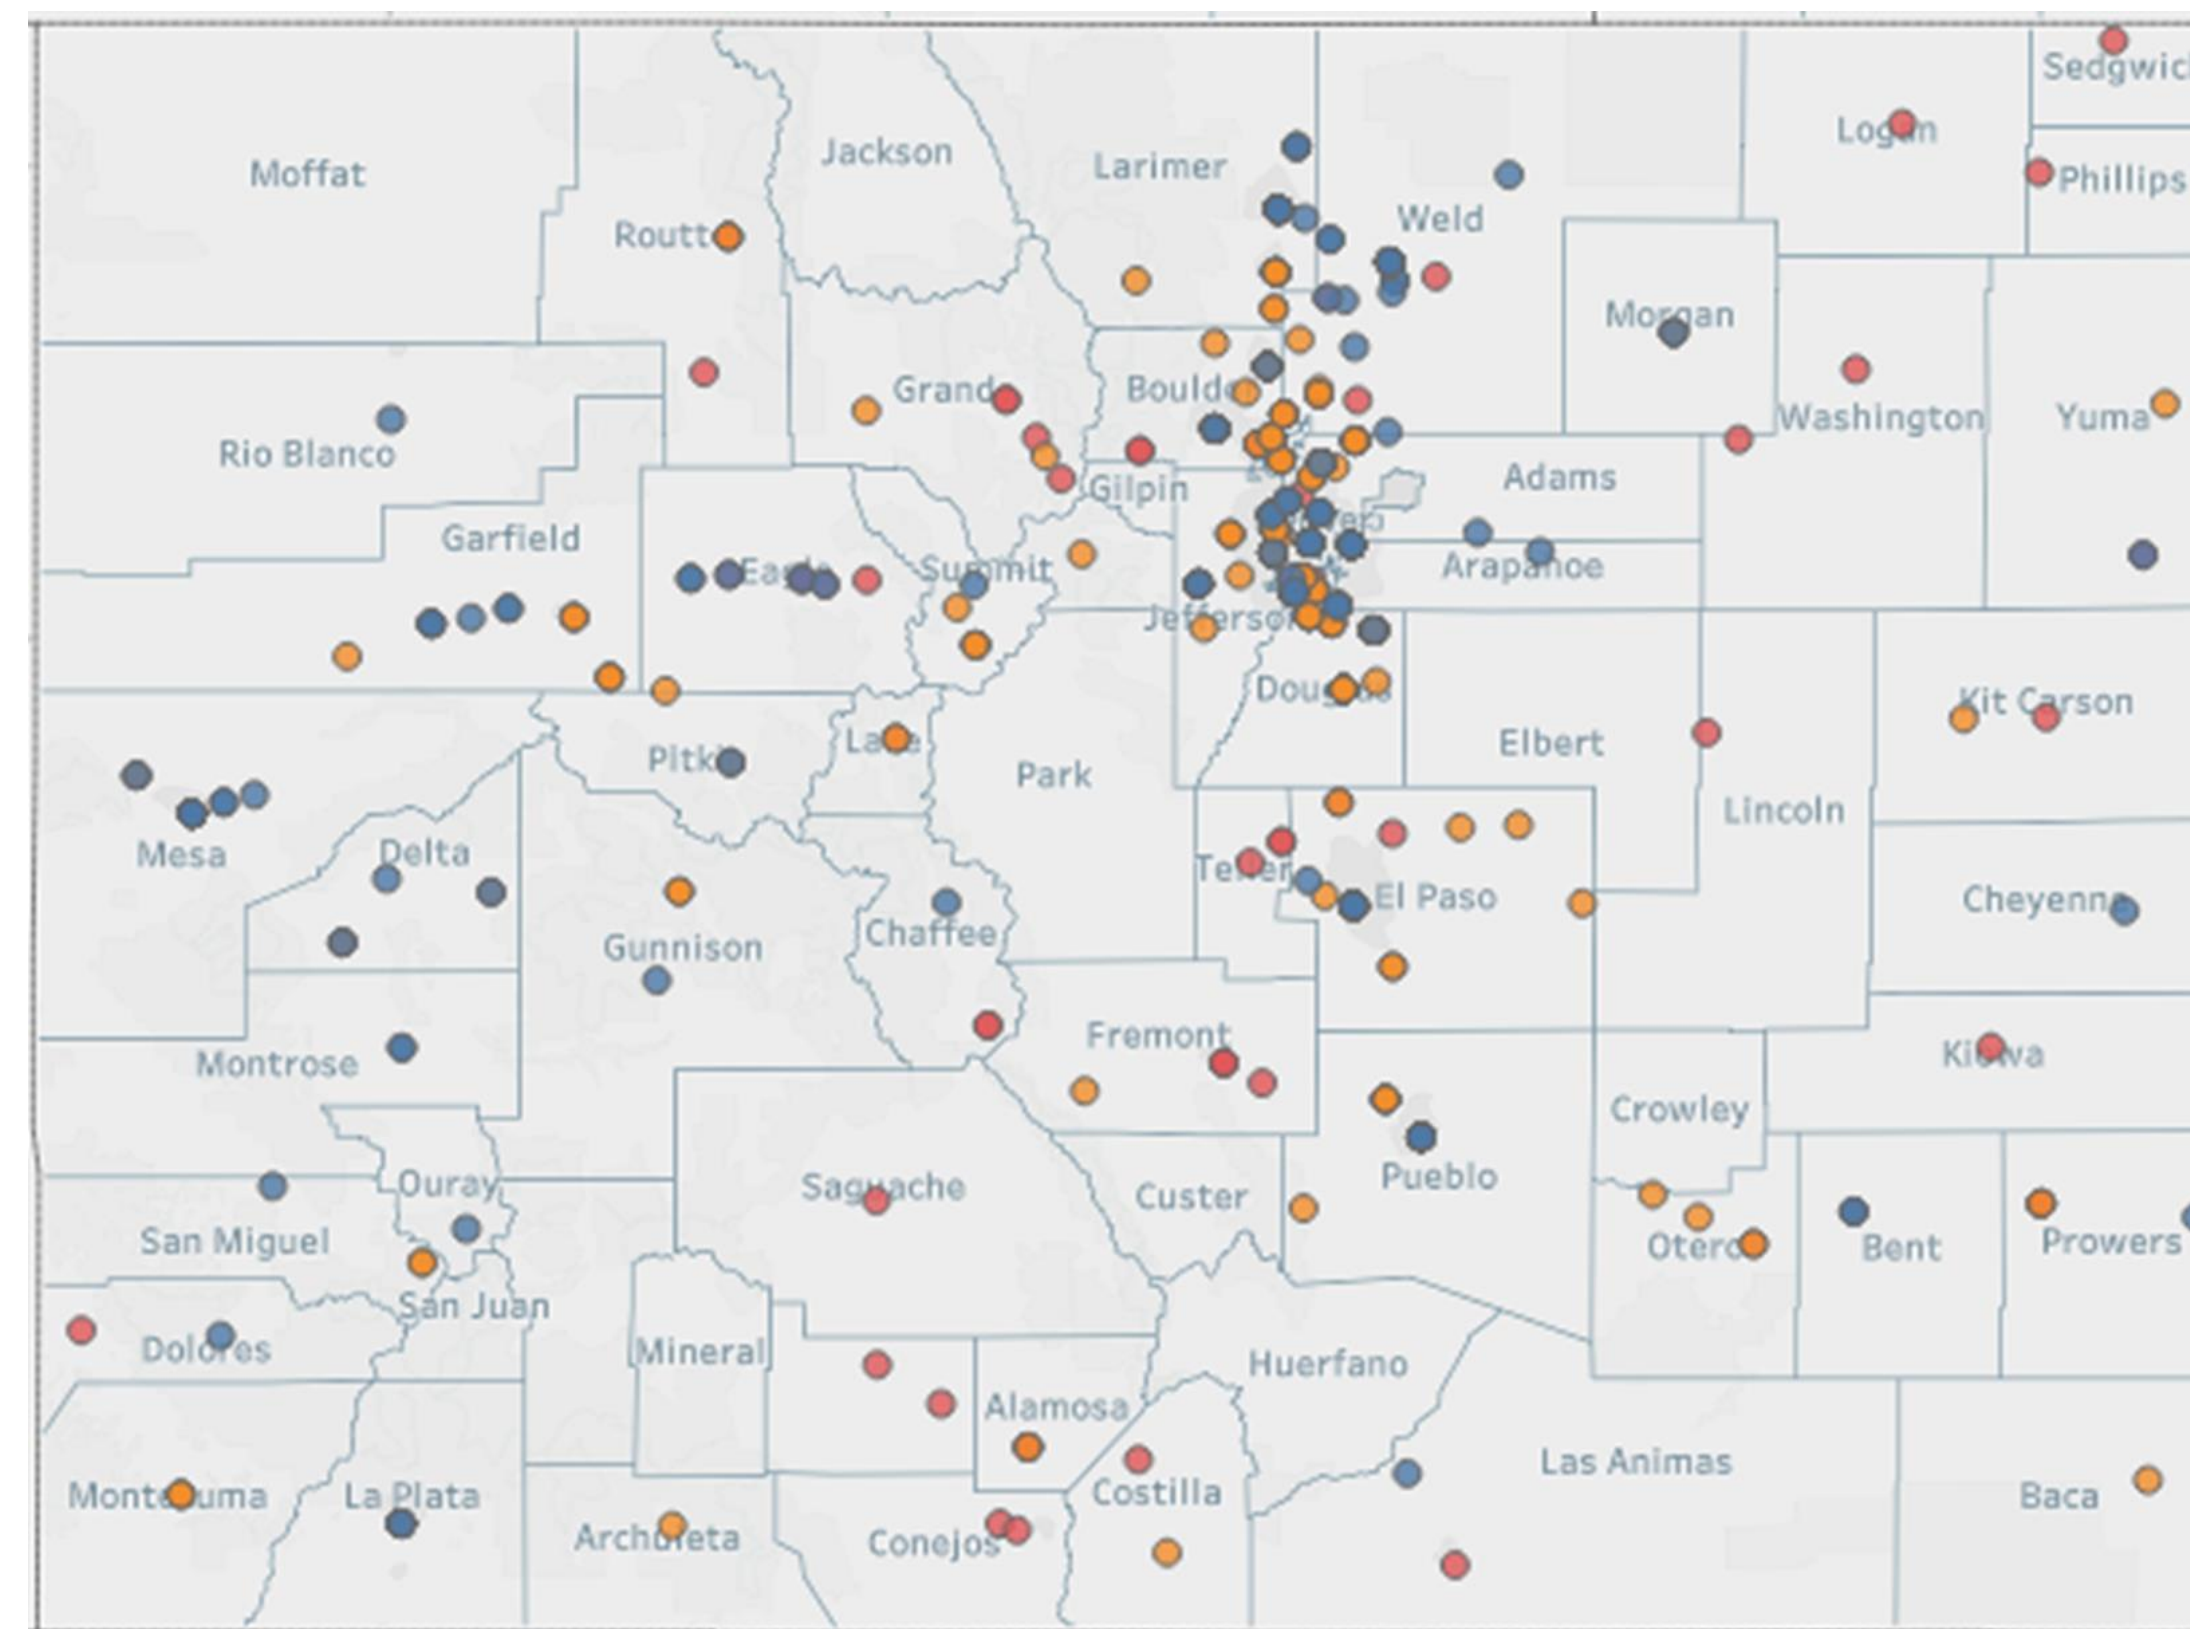 Sedgwic
Jackson
Logan
Larimer
Moffat
Phillips
Weld
Routt
Morgan
Grand
Boulder
Washington
Yuma
Rio Blanco
Adams
Gilpin
Garfield
Arapahoe
Eagle
Summit
Jefferson
Douglas
Kit Carson
Elbert
Lake
Pitkin
Park
Lincoln
Mesa
Delta
Teller
El Paso
Cheyenne
Chaffee
Gunnison
Fremont
Kiowa
Montrose
Crowley
Pueblo
Ouray
Saguache
Custer
San Miguel
Otero
Bent
Prowers
San Juan
Dolores
Mineral
Huerfano
Alamosa
Las Animas
Costilla
Montezuma
La Plata
Baca
Archuleta
Conejos